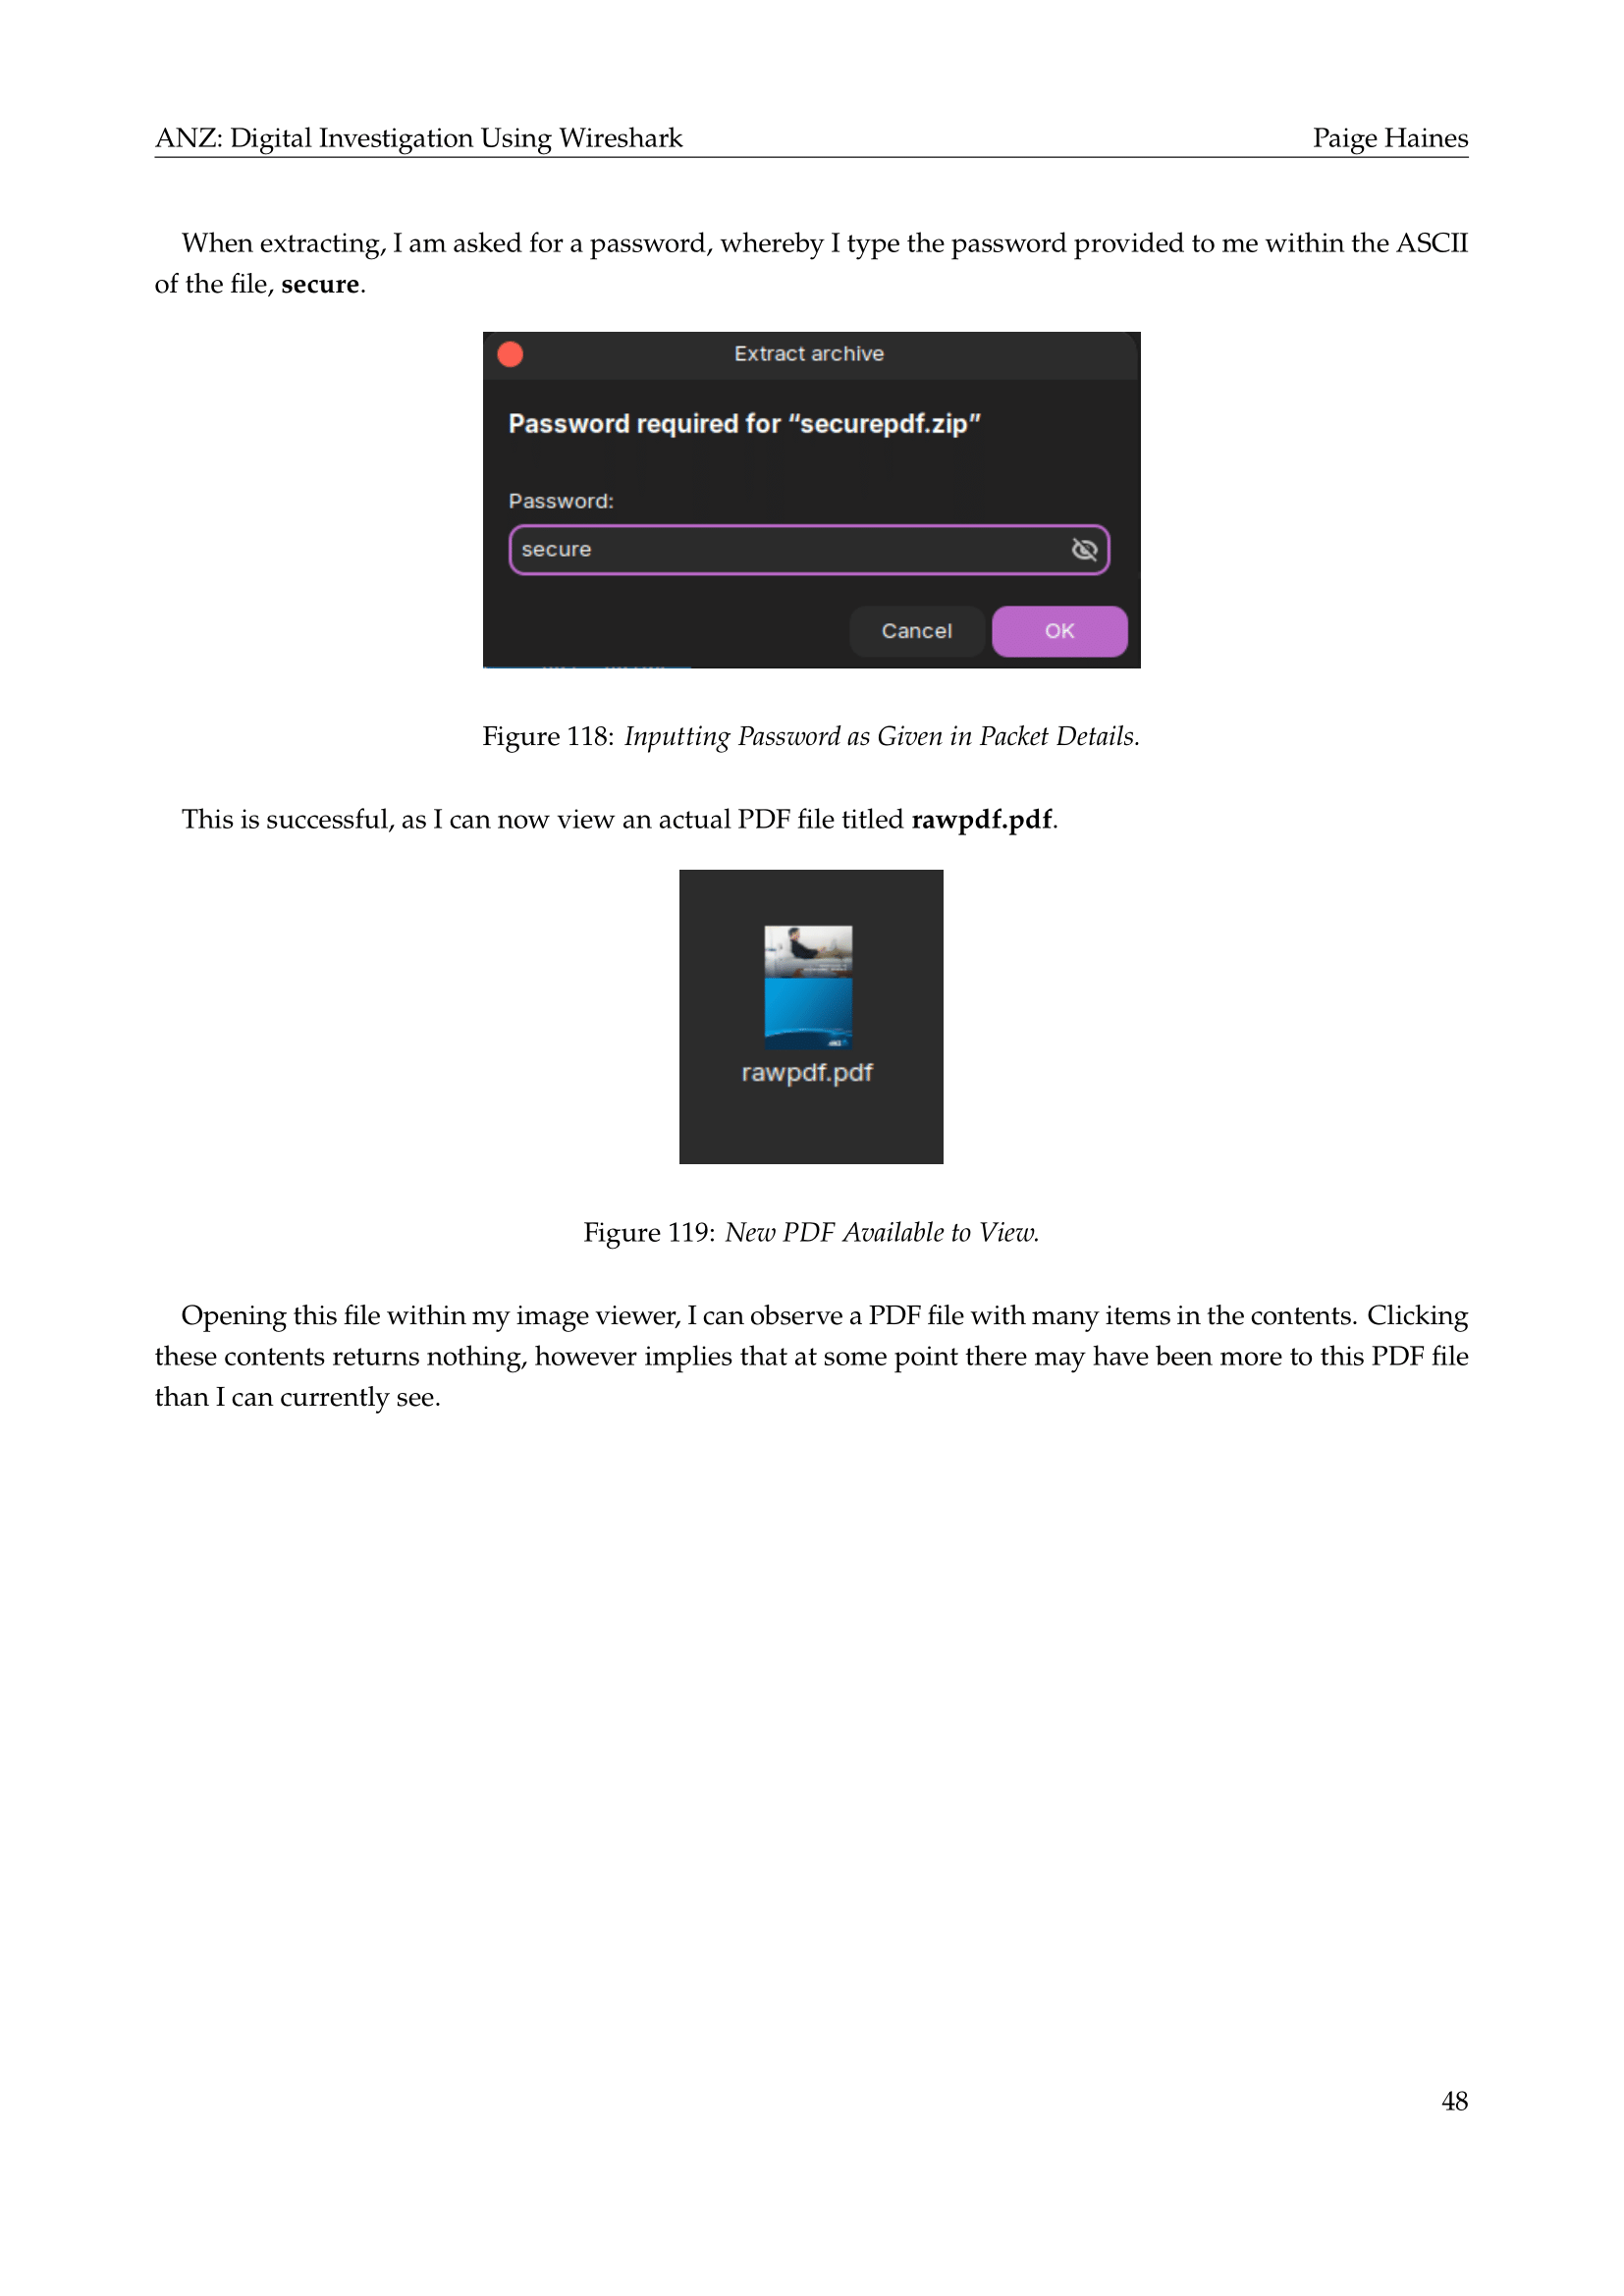 ANZ: Digital Investigation Using Wireshark Paige Haines
When extracting, I am asked for a password, whereby I type the password provided to me within the ASCII
of the file, secure.
Extract archive
Password required for “securepdf.zip”
Password:
secure
Cancel OK
Figure 118: Inputting Password as Given in Packet Details.
This is successful, as I can now view an actual PDF file titled rawpdf.pdf.
rawpdf.pdf
Figure 119: New PDF Available to View.
Opening this file within my image viewer, I can observe a PDF file with many items in the contents. Clicking
these contents returns nothing, however implies that at some point there may have been more to this PDF file
than I can currently see.
48